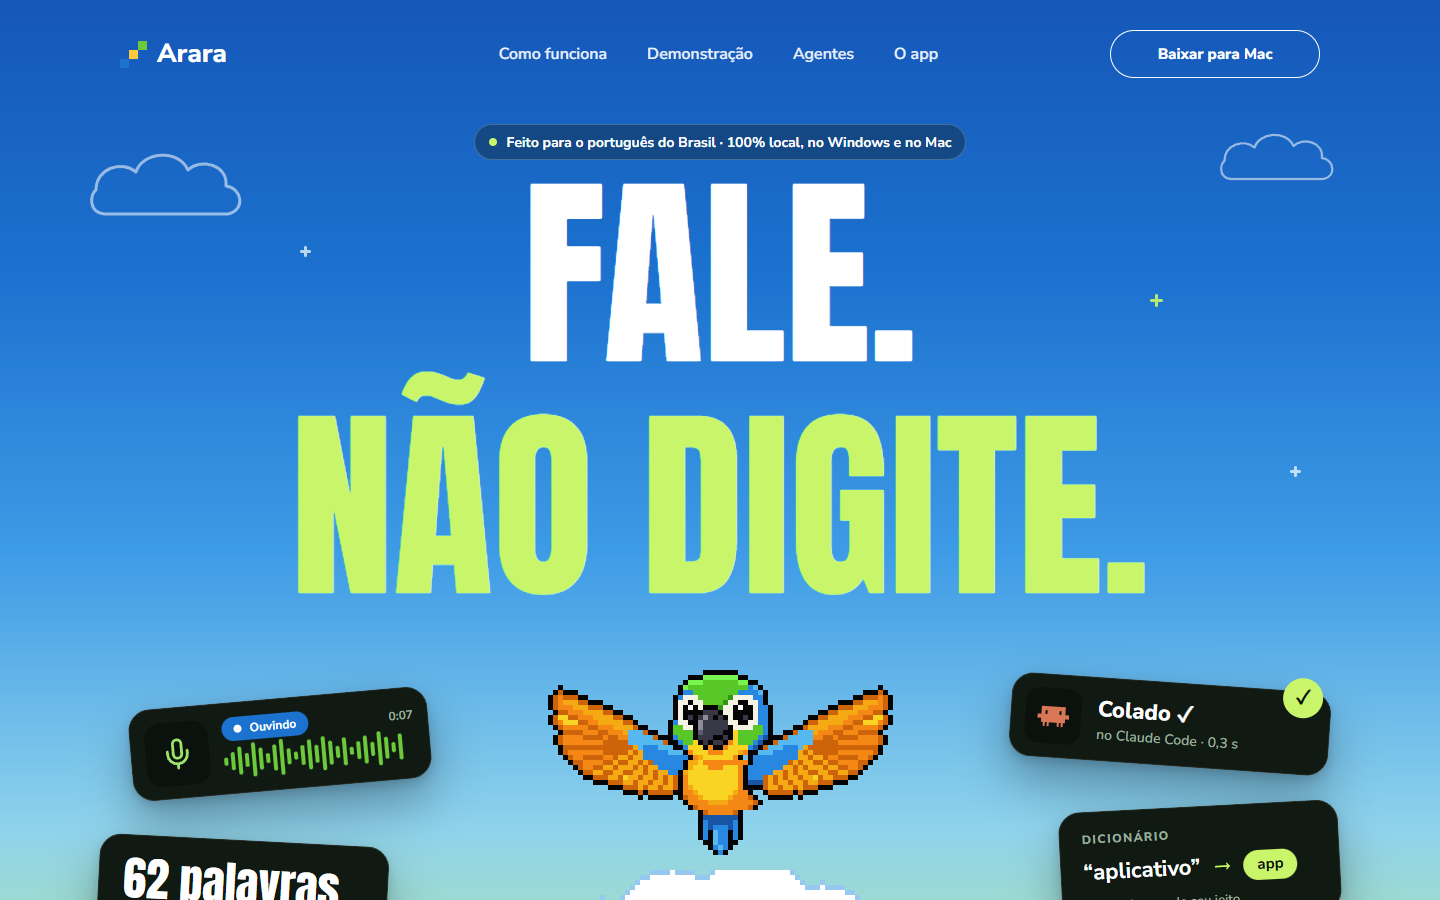 Arara
Como funciona
Demonstração
Agentes
O app
Baixar para Mac
Feito para o português do Brasil · 100% local, no Windows e no Mac
FALE.
NÃO DIGITE.
Ouvindo
0:07
Colado ✓
no Claude Code · 0,3 s
62 palavras
DICIONÁRIO
“aplicativo” → app